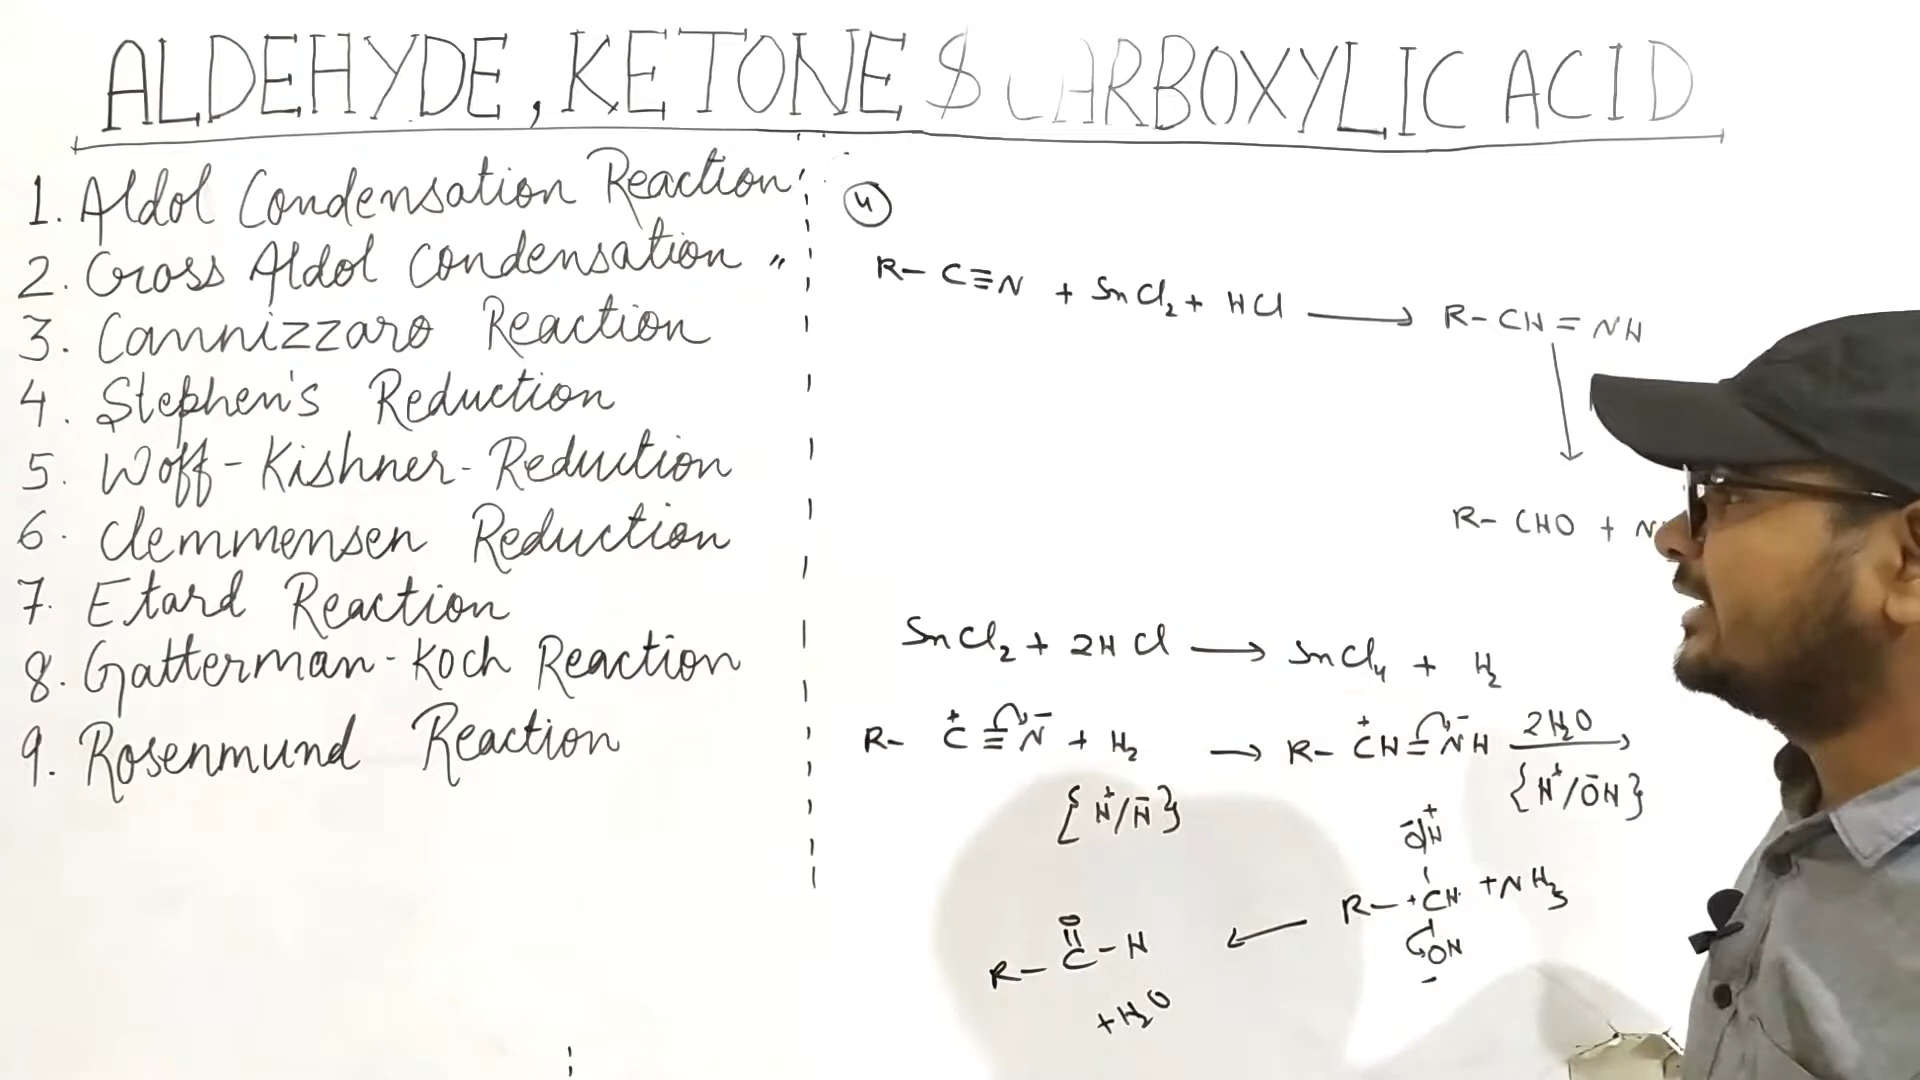 ALDEHYDE, KETONE $ CARBOXYLIC ACID
1. Aldol Condensation Reaction
2. Cross Aldol Condensation "
3. Cannizzaro Reaction
4. Stephen's Reduction
5. Woff-Kishner-Reduction
6. Clemmensen Reduction
7. Etard Reaction
8. Gatterman-Koch Reaction
9. Rosenmund Reaction
4
R-C≡N + SnCl₂ + HCl ⟶ R-CH=NH
R-CHO + N
SnCl₂ + 2HCl ⟶ SnCl₄ + H₂
R-C⁺≡N⁻ + H₂ ⟶ R-C⁺H=N⁻H 2H₂O ⟶
{H⁺/H⁻} {H⁺/OH⁻}
O⁻H⁺
R-⁺CH + NH₃
OH⁻
O
R-C-H
+H₂O